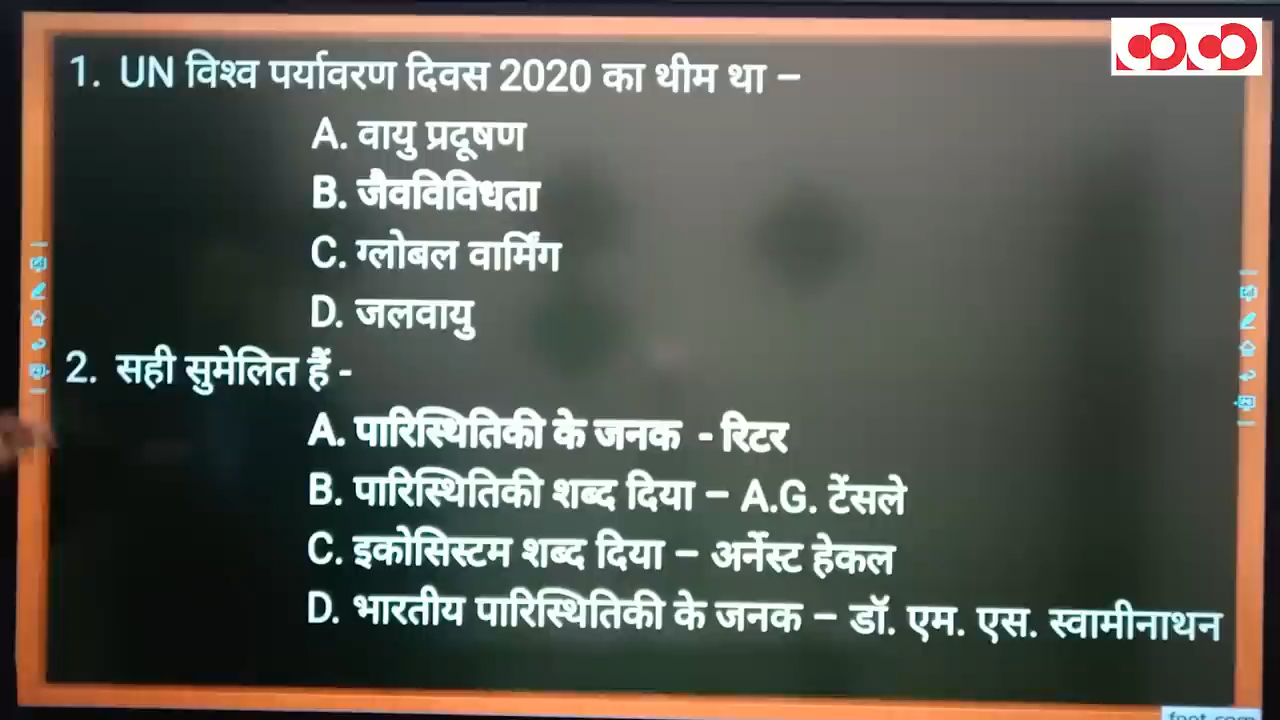 1. UN विश्व पर्यावरण दिवस 2020 का थीम था –
A. वायु प्रदूषण
B. जैवविविधता
C. ग्लोबल वार्मिंग
D. जलवायु
2. सही सुमेलित हैं -
A. पारिस्थितिकी के जनक - रिटर
B. पारिस्थितिकी शब्द दिया – A.G. टेंसले
C. इकोसिस्टम शब्द दिया – अर्नेस्ट हेकल
D. भारतीय पारिस्थितिकी के जनक – डॉ. एम. एस. स्वामीनाथन